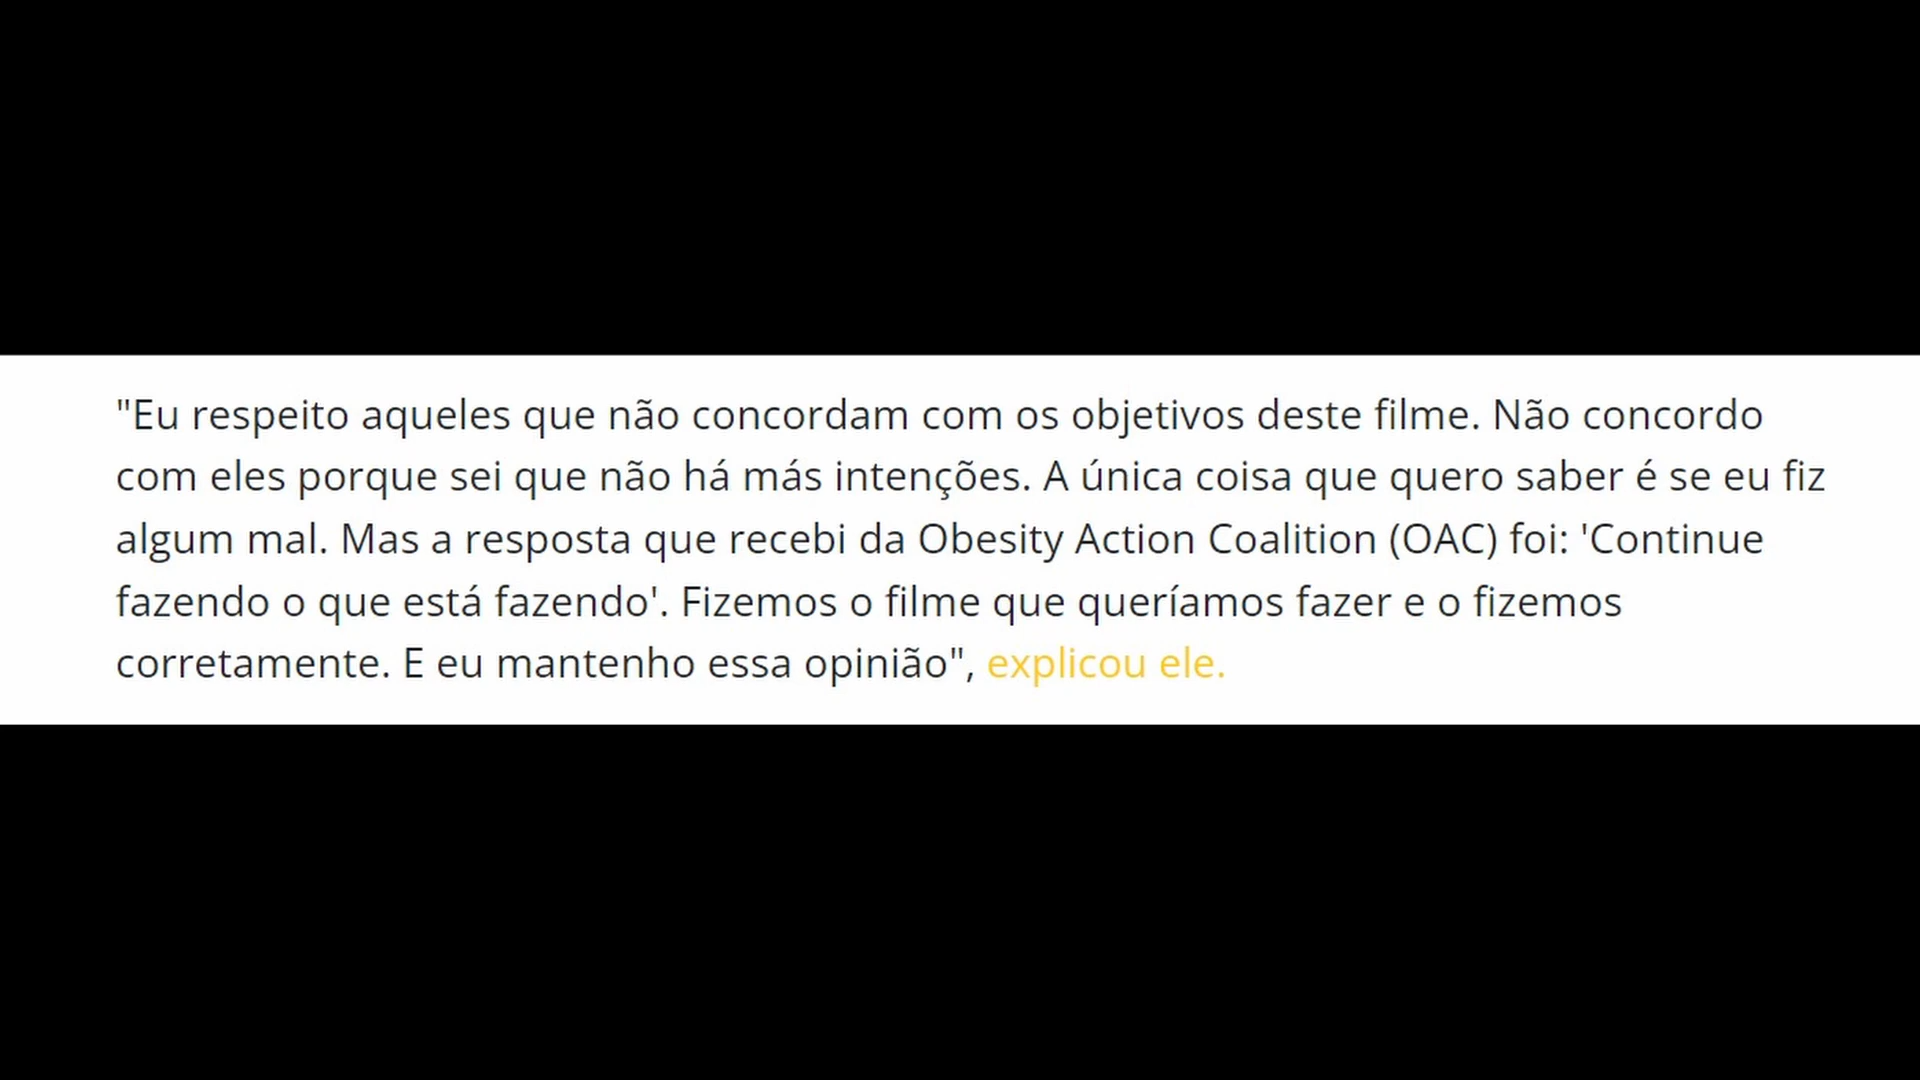 "Eu respeito aqueles que não concordam com os objetivos deste filme. Não concordo
com eles porque sei que não há más intenções. A única coisa que quero saber é se eu fiz
algum mal. Mas a resposta que recebi da Obesity Action Coalition (OAC) foi: 'Continue
fazendo o que está fazendo'. Fizemos o filme que queríamos fazer e o fizemos
corretamente. E eu mantenho essa opinião", explicou ele.